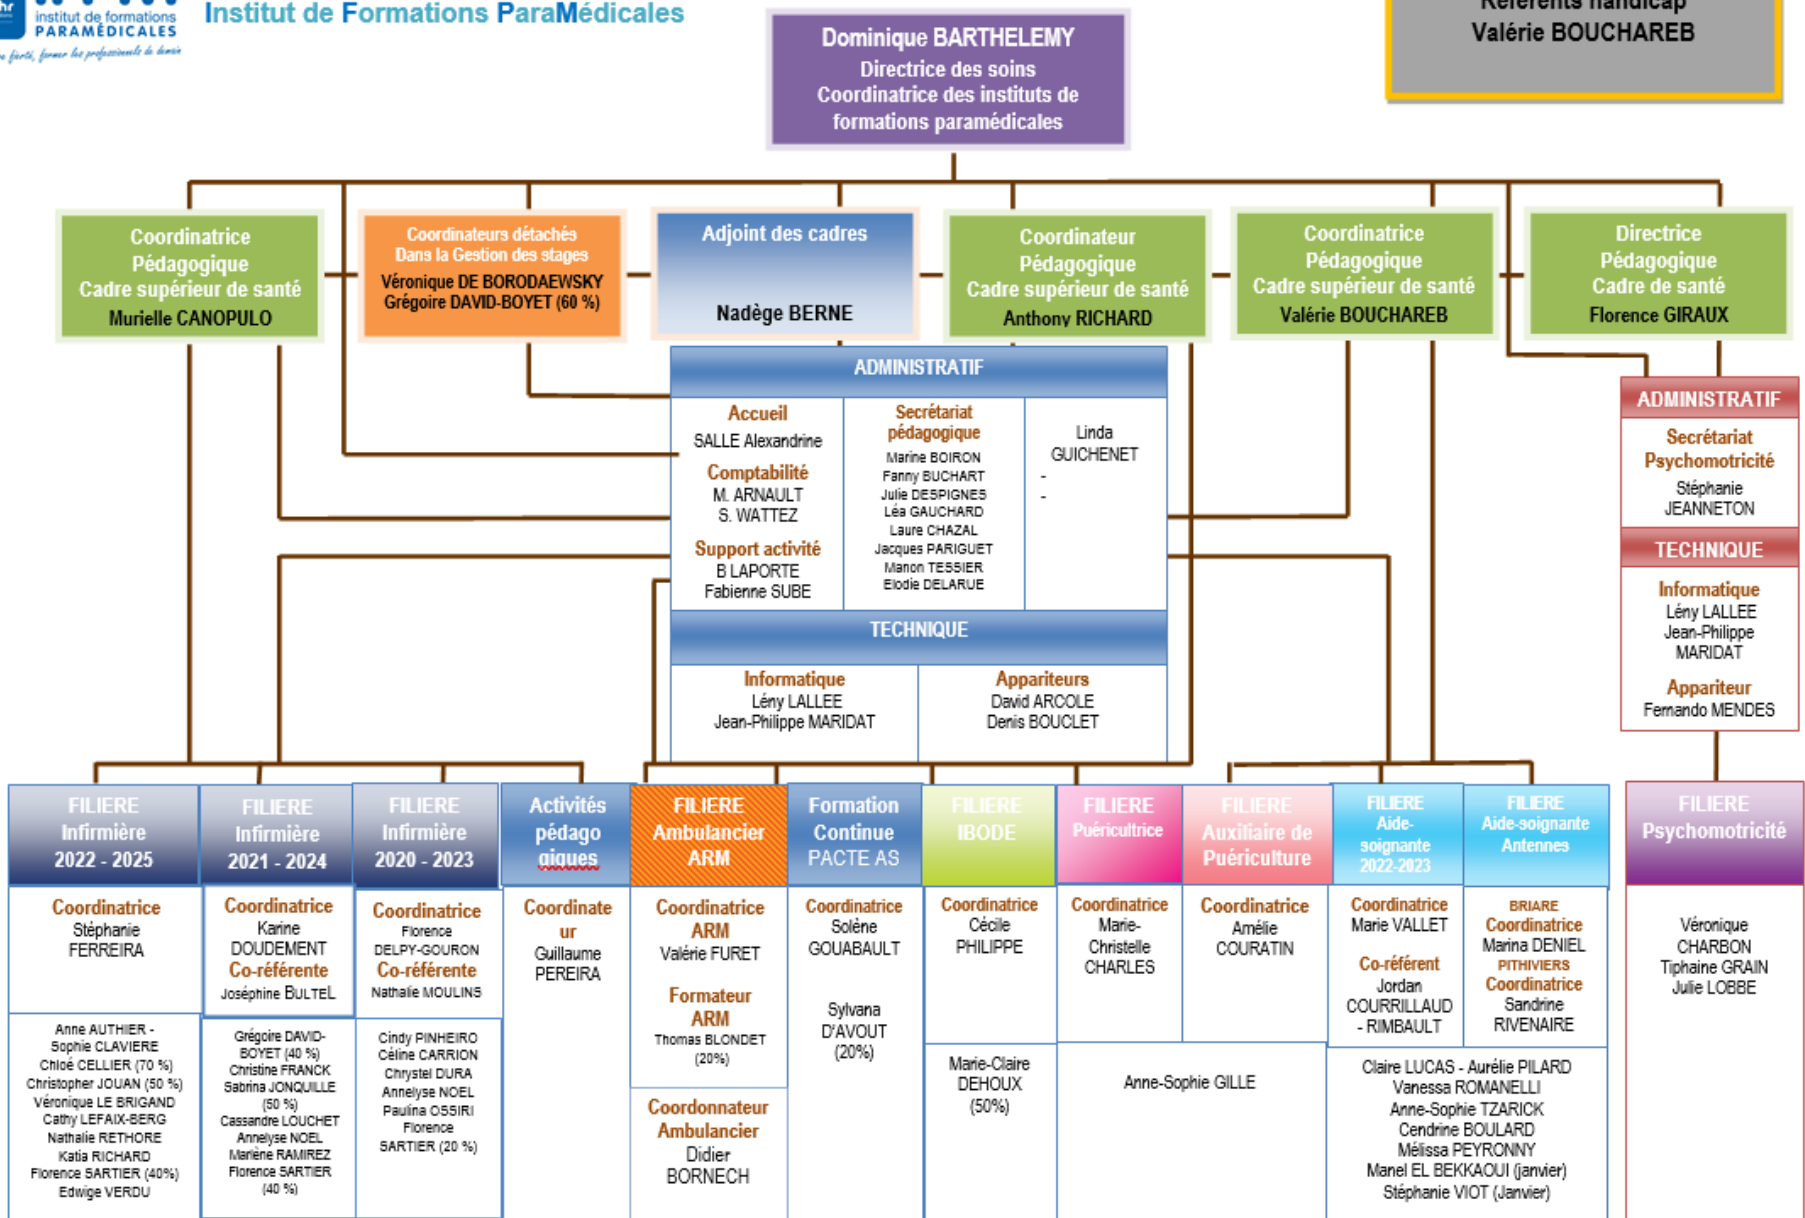 hr
institut de formations
PARAMÉDICALES
fierté, former les professionnels de demain
Institut de Formations ParaMédicales
Référents handicap
Valérie BOUCHAREB
Dominique BARTHELEMY
Directrice des soins
Coordinatrice des instituts de
formations paramédicales
Coordinatrice
Pédagogique
Cadre supérieur de santé
Murielle CANOPULO
Coordinateurs détachés
Dans la Gestion des stages
Véronique DE BORODAEWSKY
Grégoire DAVID-BOYET (60 %)
Adjoint des cadres
Nadège BERNE
Coordinateur
Pédagogique
Cadre supérieur de santé
Anthony RICHARD
Coordinatrice
Pédagogique
Cadre supérieur de santé
Valérie BOUCHAREB
Directrice
Pédagogique
Cadre de santé
Florence GIRAUX
ADMINISTRATIF
Accueil
SALLE Alexandrine
Comptabilité
M. ARNAULT
S. WATTEZ
Support activité
B LAPORTE
Fabienne SUBE
Secrétariat
pédagogique
Marine BOIRON
Fanny BUCHART
Julie DESPIGNES
Léa GAUCHARD
Laure CHAZAL
Jacques PARIGUET
Manon TESSIER
Elodie DELARUE
Linda
GUICHENET
-
-
TECHNIQUE
Informatique
Lény LALLEE
Jean-Philippe MARIDAT
Appariteurs
David ARCOLE
Denis BOUCLET
ADMINISTRATIF
Secrétariat
Psychomotricité
Stéphanie
JEANNETON
TECHNIQUE
Informatique
Lény LALLEE
Jean-Philippe
MARIDAT
Appariteur
Fernando MENDES
FILIERE
Infirmière
2022 - 2025
Coordinatrice
Stéphanie
FERREIRA
Anne AUTHIER -
Sophie CLAVIERE
Chloé CELLIER (70 %)
Christopher JOUAN (50 %)
Véronique LE BRIGAND
Cathy LEFAIX-BERG
Nathalie RETHORE
Katia RICHARD
Florence SARTIER (40%)
Edwige VERDU
FILIERE
Infirmière
2021 - 2024
Coordinatrice
Karine
DOUDEMENT
Co-référente
Joséphine BULTEL
Grégoire DAVID-
BOYET (40 %)
Christine FRANCK
Sabrina JONQUILLE
(50 %)
Cassandre LOUCHET
Annelyse NOEL
Marlène RAMIREZ
Florence SARTIER
(40 %)
FILIERE
Infirmière
2020 - 2023
Coordinatrice
Florence
DELPY-GOURON
Co-référente
Nathalie MOULINS
Cindy PINHEIRO
Céline CARRION
Chrystel DURA
Annelyse NOEL
Paulina OSSIRI
Florence
SARTIER (20 %)
Activités
pédago
giques
Coordinate
ur
Guillaume
PEREIRA
FILIERE
Ambulancier
ARM
Coordinatrice
ARM
Valérie FURET
Formateur
ARM
Thomas BLONDET
(20%)
Coordonnateur
Ambulancier
Didier
BORNECH
Formation
Continue
PACTE AS
Coordinatrice
Solène
GOUABAULT
Sylvana
D'AVOUT
(20%)
FILIERE
IBODE
Coordinatrice
Cécile
PHILIPPE
Marie-Claire
DEHOUX
(50%)
FILIERE
Puéricultrice
Coordinatrice
Marie-
Christelle
CHARLES
FILIERE
Auxiliaire de
Puériculture
Coordinatrice
Amélie
COURATIN
Anne-Sophie GILLE
FILIERE
Aide-
soignante
2022-2023
Coordinatrice
Marie VALLET
Co-référent
Jordan
COURRILLAUD
- RIMBAULT
FILIERE
Aide-soignante
Antennes
BRIARE
Coordinatrice
Marina DENIEL
PITHIVIERS
Coordinatrice
Sandrine
RIVENAIRE
Claire LUCAS - Aurélie PILARD
Vanessa ROMANELLI
Anne-Sophie TZARICK
Cendrine BOULARD
Mélissa PEYRONNY
Manel EL BEKKAOUI (janvier)
Stéphanie VIOT (Janvier)
FILIERE
Psychomotricité
Véronique
CHARBON
Tiphaine GRAIN
Julie LOBBE